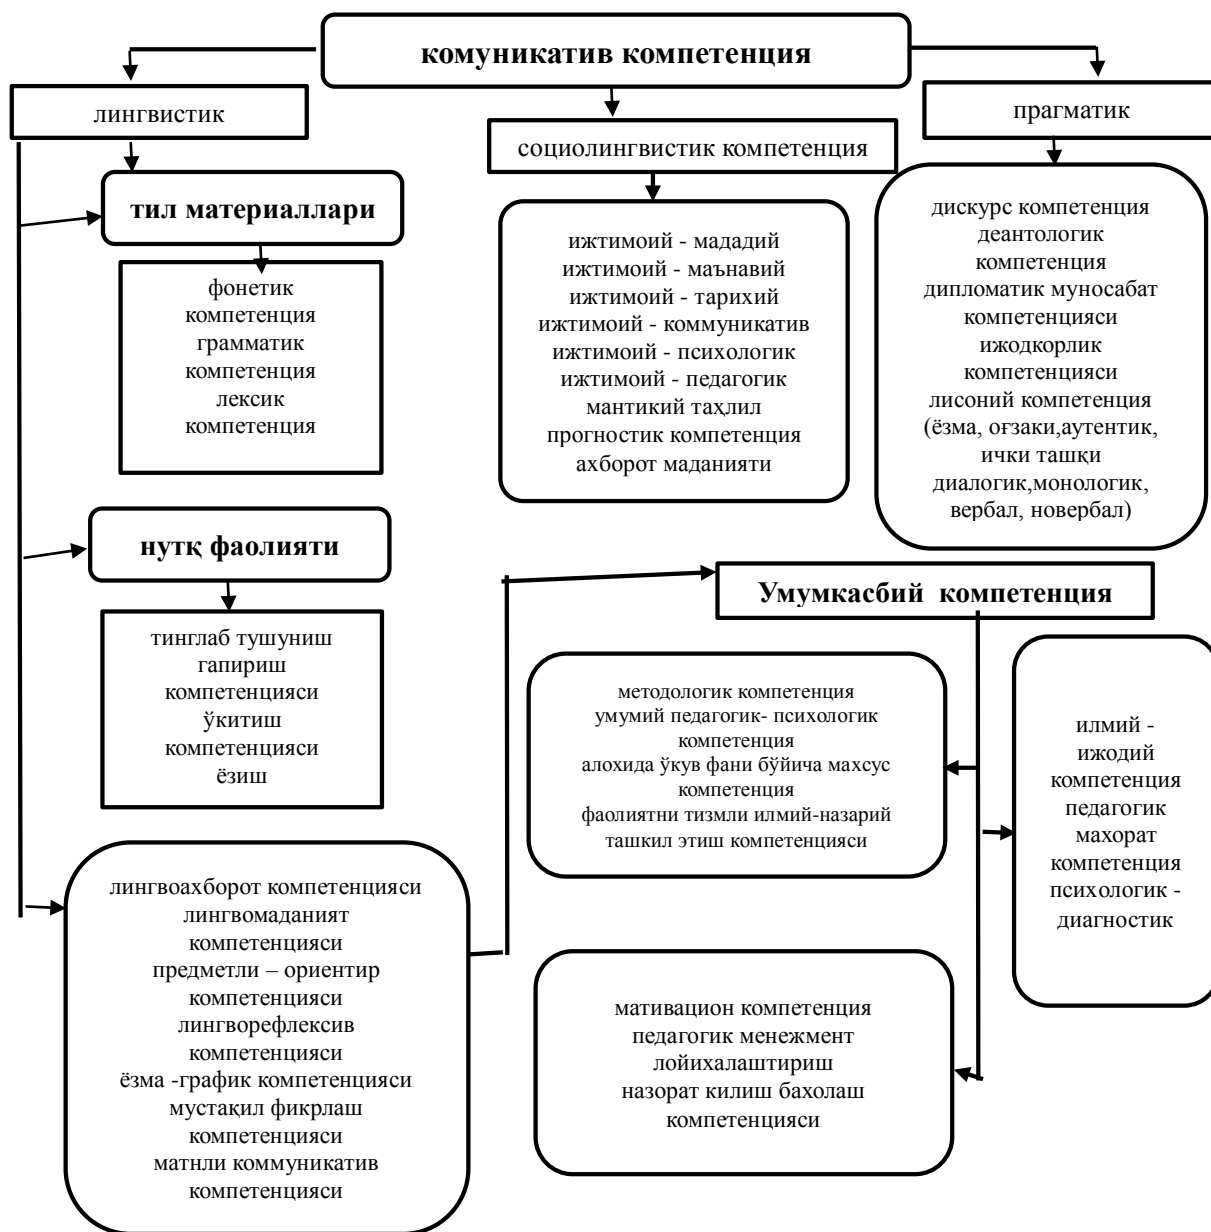 комуникатив компетенция
лингвистик
прагматик
социолингвистик компетенция
тил материаллари
фонетик
компетенция
грамматик
компетенция
лексик
компетенция
ижтимоий - мададий
ижтимоий - маънавий
ижтимоий - тарихий
ижтимоий - коммуникатив
ижтимоий - психологик
ижтимоий - педагогик
мантикий таҳлил
прогностик компетенция
ахборот маданияти
дискурс компетенция
деантологик
компетенция
дипломатик муносабат
компетенцияси
ижодкорлик
компетенцияси
лисоний компетенция
(ёзма, оғзаки,аутентик,
ички ташқи
диалогик,монологик,
вербал, новербал)
нутқ фаолияти
тинглаб тушуниш
гапириш
компетенцияси
ўкитиш
компетенцияси
ёзиш
Умумкасбий компетенция
методологик компетенция
умумий педагогик- психологик
компетенция
алохида ўкув фани бўйича махсус
компетенция
фаолиятни тизмли илмий-назарий
ташкил этиш компетенцияси
илмий -
ижодий
компетенция
педагогик
махорат
компетенция
психологик -
диагностик
лингвоахборот компетенцияси
лингвомаданият
компетенцияси
предметли – ориентир
компетенцияси
лингворефлексив
компетенцияси
ёзма -график компетенцияси
мустақил фикрлаш
компетенцияси
матнли коммуникатив
компетенцияси
мативацион компетенция
педагогик менежмент
лойихалаштириш
назорат килиш бахолаш
компетенцияси